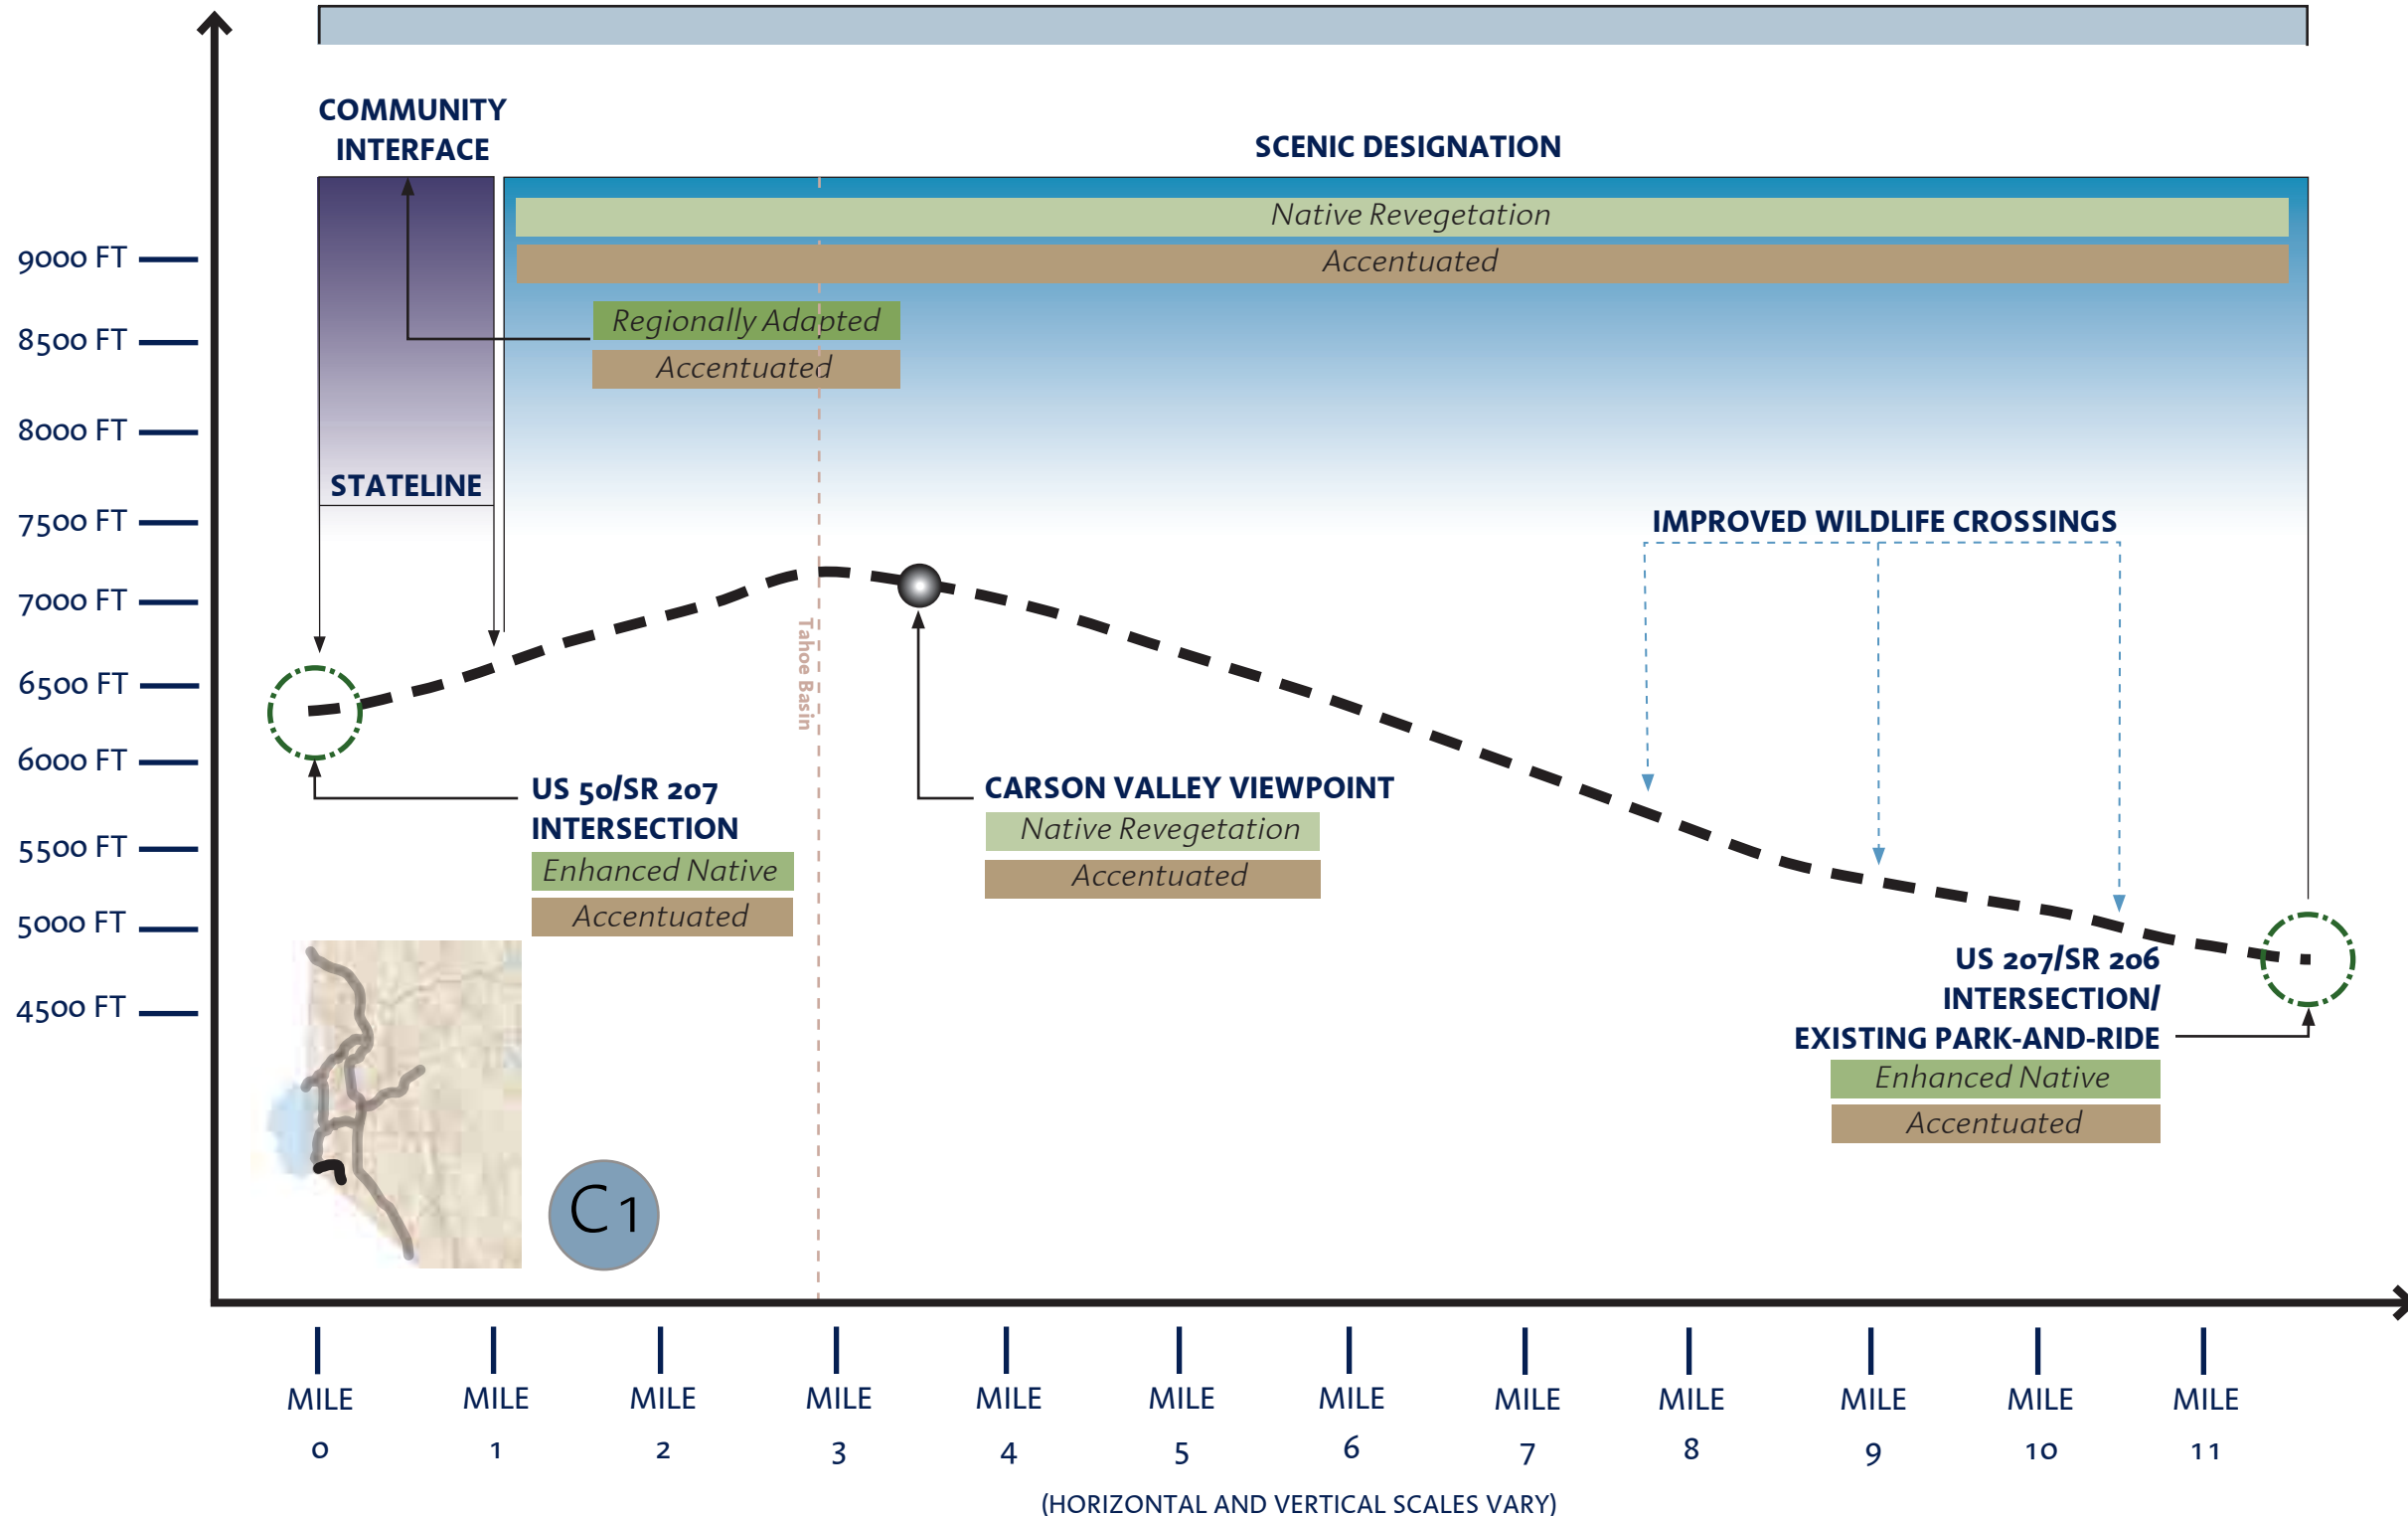 COMMUNITY
INTERFACE
SCENIC DESIGNATION
Native Revegetation
Accentuated
Regionally Adapted
Accentuated
STATELINE
IMPROVED WILDLIFE CROSSINGS
9000 FT
8500 FT
8000 FT
7500 FT
7000 FT
6500 FT
6000 FT
5500 FT
5000 FT
4500 FT
Tahoe Basin
US 50/SR 207
INTERSECTION
Enhanced Native
Accentuated
CARSON VALLEY VIEWPOINT
Native Revegetation
Accentuated
US 207/SR 206
INTERSECTION/
EXISTING PARK-AND-RIDE
Enhanced Native
Accentuated
C1
MILE MILE MILE MILE MILE MILE MILE MILE MILE MILE MILE MILE
0 1 2 3 4 5 6 7 8 9 10 11
(HORIZONTAL AND VERTICAL SCALES VARY)